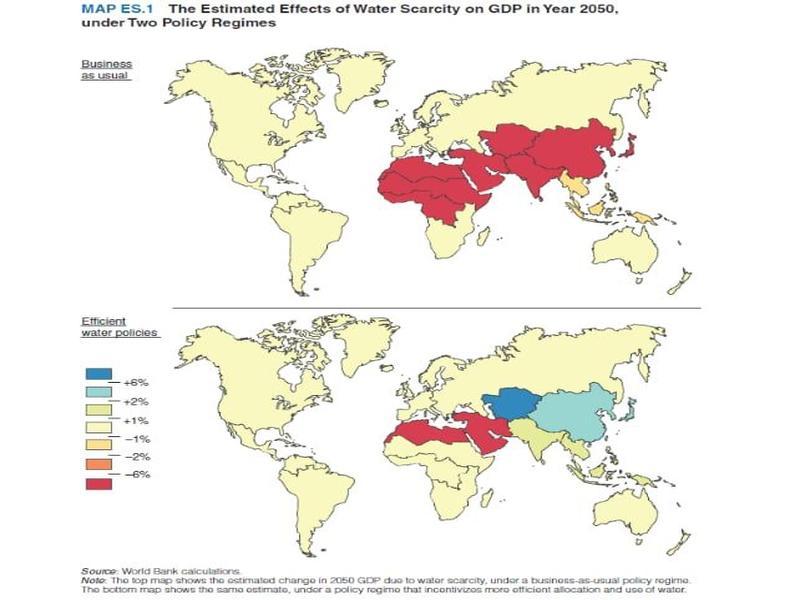 MAP ES.1 The Estimated Effects of Water Scarcity on GDP in Year 2050,
under Two Policy Regimes
Business
as usual
Efficient
water policies
+6%
+2%
+1%
–1%
–2%
–6%
Source: World Bank calculations.
Note: The top map shows the estimated change in 2050 GDP due to water scarcity, under a business-as-usual policy regime.
The bottom map shows the same estimate, under a policy regime that incentivizes more efficient allocation and use of water.